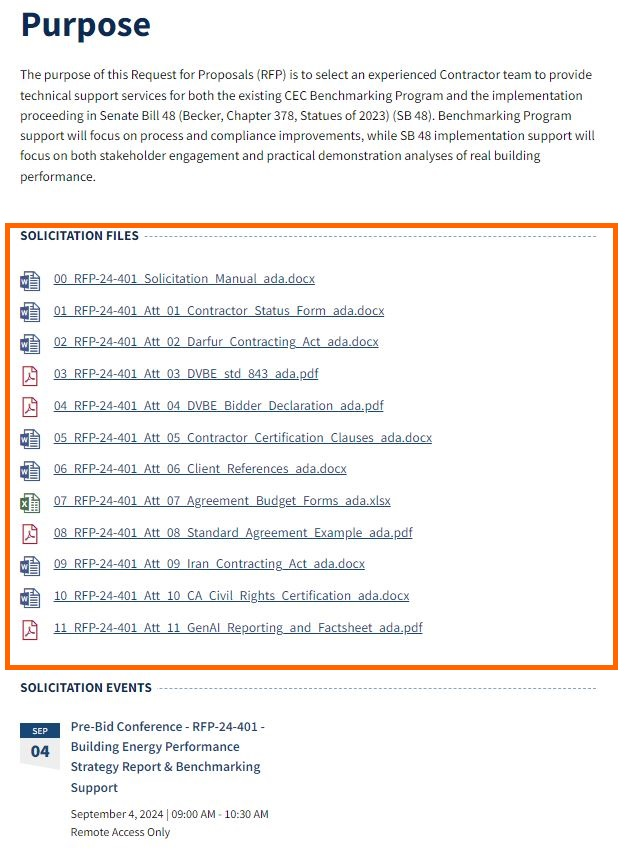 Purpose
The purpose of this Request for Proposals (RFP) is to select an experienced Contractor team to provide
technical support services for both the existing CEC Benchmarking Program and the implementation
proceeding in Senate Bill 48 (Becker, Chapter 378, Statues of 2023) (SB 48). Benchmarking Program
support will focus on process and compliance improvements, while SB 48 implementation support will
focus on both stakeholder engagement and practical demonstration analyses of real building
performance.
SOLICITATION FILES
00_RFP-24-401_Solicitation_Manual_ada.docx
01_RFP-24-401_Att_01_Contractor_Status_Form_ada.docx
02_RFP-24-401_Att_02_Darfur_Contracting_Act_ada.docx
03_RFP-24-401_Att_03_DVBE_std_843_ada.pdf
04_RFP-24-401_Att_04_DVBE_Bidder_Declaration_ada.pdf
05_RFP-24-401_Att_05_Contractor_Certification_Clauses_ada.docx
06_RFP-24-401_Att_06_Client_References_ada.docx
07_RFP-24-401_Att_07_Agreement_Budget_Forms_ada.xlsx
08_RFP-24-401_Att_08_Standard_Agreement_Example_ada.pdf
09_RFP-24-401_Att_09_Iran_Contracting_Act_ada.docx
10_RFP-24-401_Att_10_CA_Civil_Rights_Certification_ada.docx
11_RFP-24-401_Att_11_GenAI_Reporting_and_Factsheet_ada.pdf
SOLICITATION EVENTS
SEP
04
Pre-Bid Conference - RFP-24-401 -
Building Energy Performance
Strategy Report & Benchmarking
Support
September 4, 2024 | 09:00 AM - 10:30 AM
Remote Access Only